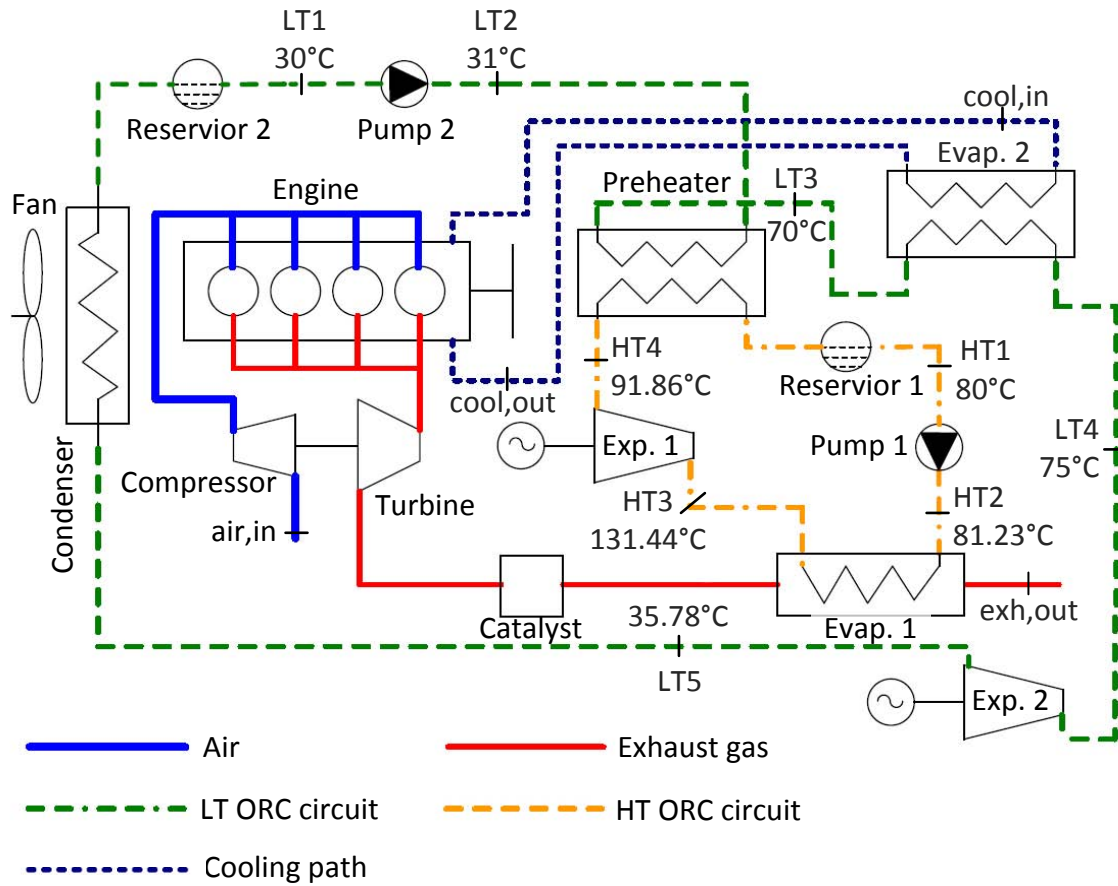 LT1
30°C
LT2
31°C
cool,in
Reservior 2
Pump 2
Evap. 2
Fan
Engine
Preheater
LT3
70°C
HT4
91.86°C
Reservior 1
HT1
80°C
cool,out
LT4
75°C
Exp. 1
Pump 1
Condenser
Compressor
Turbine
HT3
131.44°C
HT2
81.23°C
air,in
Catalyst
35.78°C
Evap. 1
exh,out
LT5
Exp. 2
Air
Exhaust gas
LT ORC circuit
HT ORC circuit
Cooling path